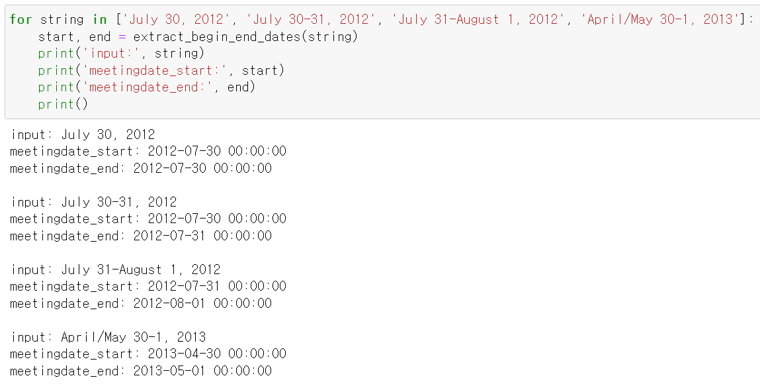 for string in ['July 30, 2012', 'July 30-31, 2012', 'July 31-August 1, 2012', 'April/May 30-1, 2013']:
    start, end = extract_begin_end_dates(string)
    print('input:', string)
    print('meetingdate_start:', start)
    print('meetingdate_end:', end)
    print()
input: July 30, 2012
meetingdate_start: 2012-07-30 00:00:00
meetingdate_end: 2012-07-30 00:00:00
input: July 30-31, 2012
meetingdate_start: 2012-07-30 00:00:00
meetingdate_end: 2012-07-31 00:00:00
input: July 31-August 1, 2012
meetingdate_start: 2012-07-31 00:00:00
meetingdate_end: 2012-08-01 00:00:00
input: April/May 30-1, 2013
meetingdate_start: 2013-04-30 00:00:00
meetingdate_end: 2013-05-01 00:00:00